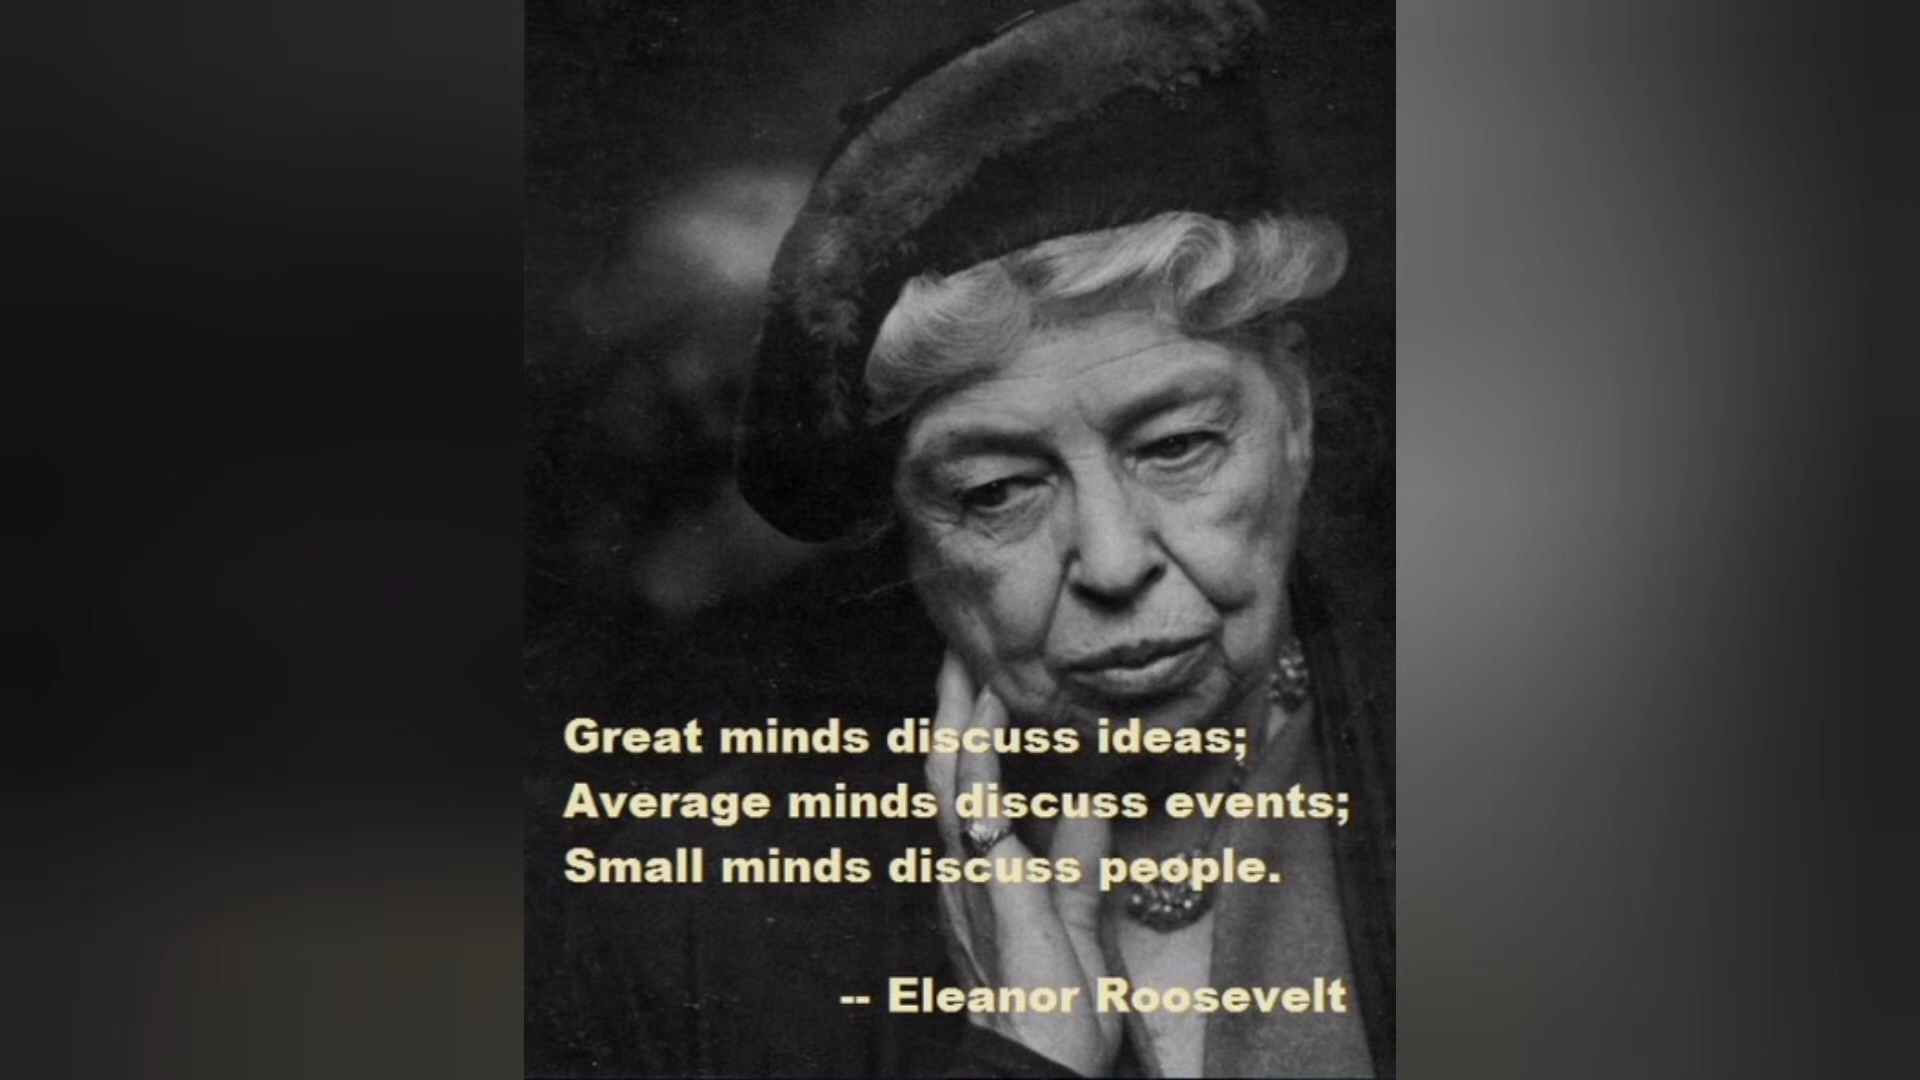 Great minds discuss ideas;
Average minds discuss events;
Small minds discuss people.
-- Eleanor Roosevelt